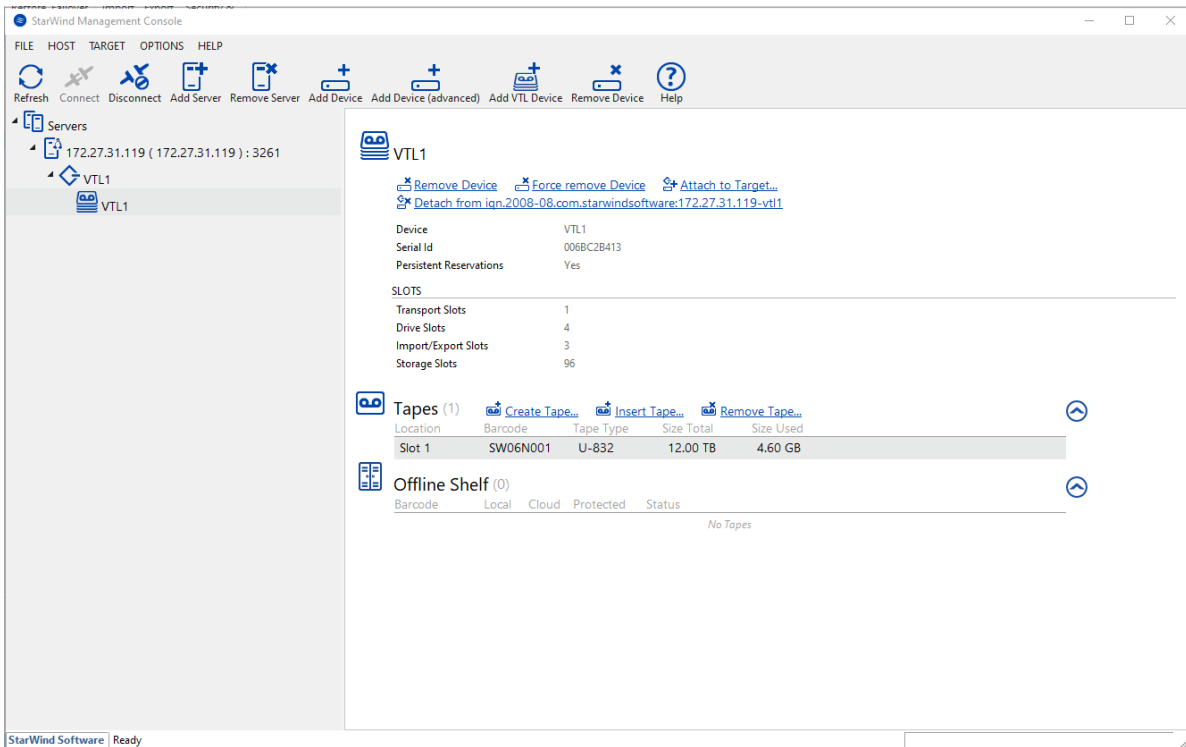 StarWind Management Console
FILE HOST TARGET OPTIONS HELP
Refresh Connect Disconnect Add Server Remove Server Add Device Add Device (advanced) Add VTL Device Remove Device Help
Servers
172.27.31.119 ( 172.27.31.119 ) : 3261
VTL1
VTL1
VTL1
Remove Device Force remove Device Attach to Target...
Detach from iqn.2008-08.com.starwindsoftware:172.27.31.119-vtl1
Device VTL1
Serial Id 006BC2B413
Persistent Reservations Yes
SLOTS
Transport Slots 1
Drive Slots 4
Import/Export Slots 3
Storage Slots 96
Tapes (1) Create Tape... Insert Tape... Remove Tape...
Location Barcode Tape Type Size Total Size Used
Slot 1 SW06N001 U-832 12.00 TB 4.60 GB
Offline Shelf (0)
Barcode Local Cloud Protected Status
No Tapes
StarWind Software Ready